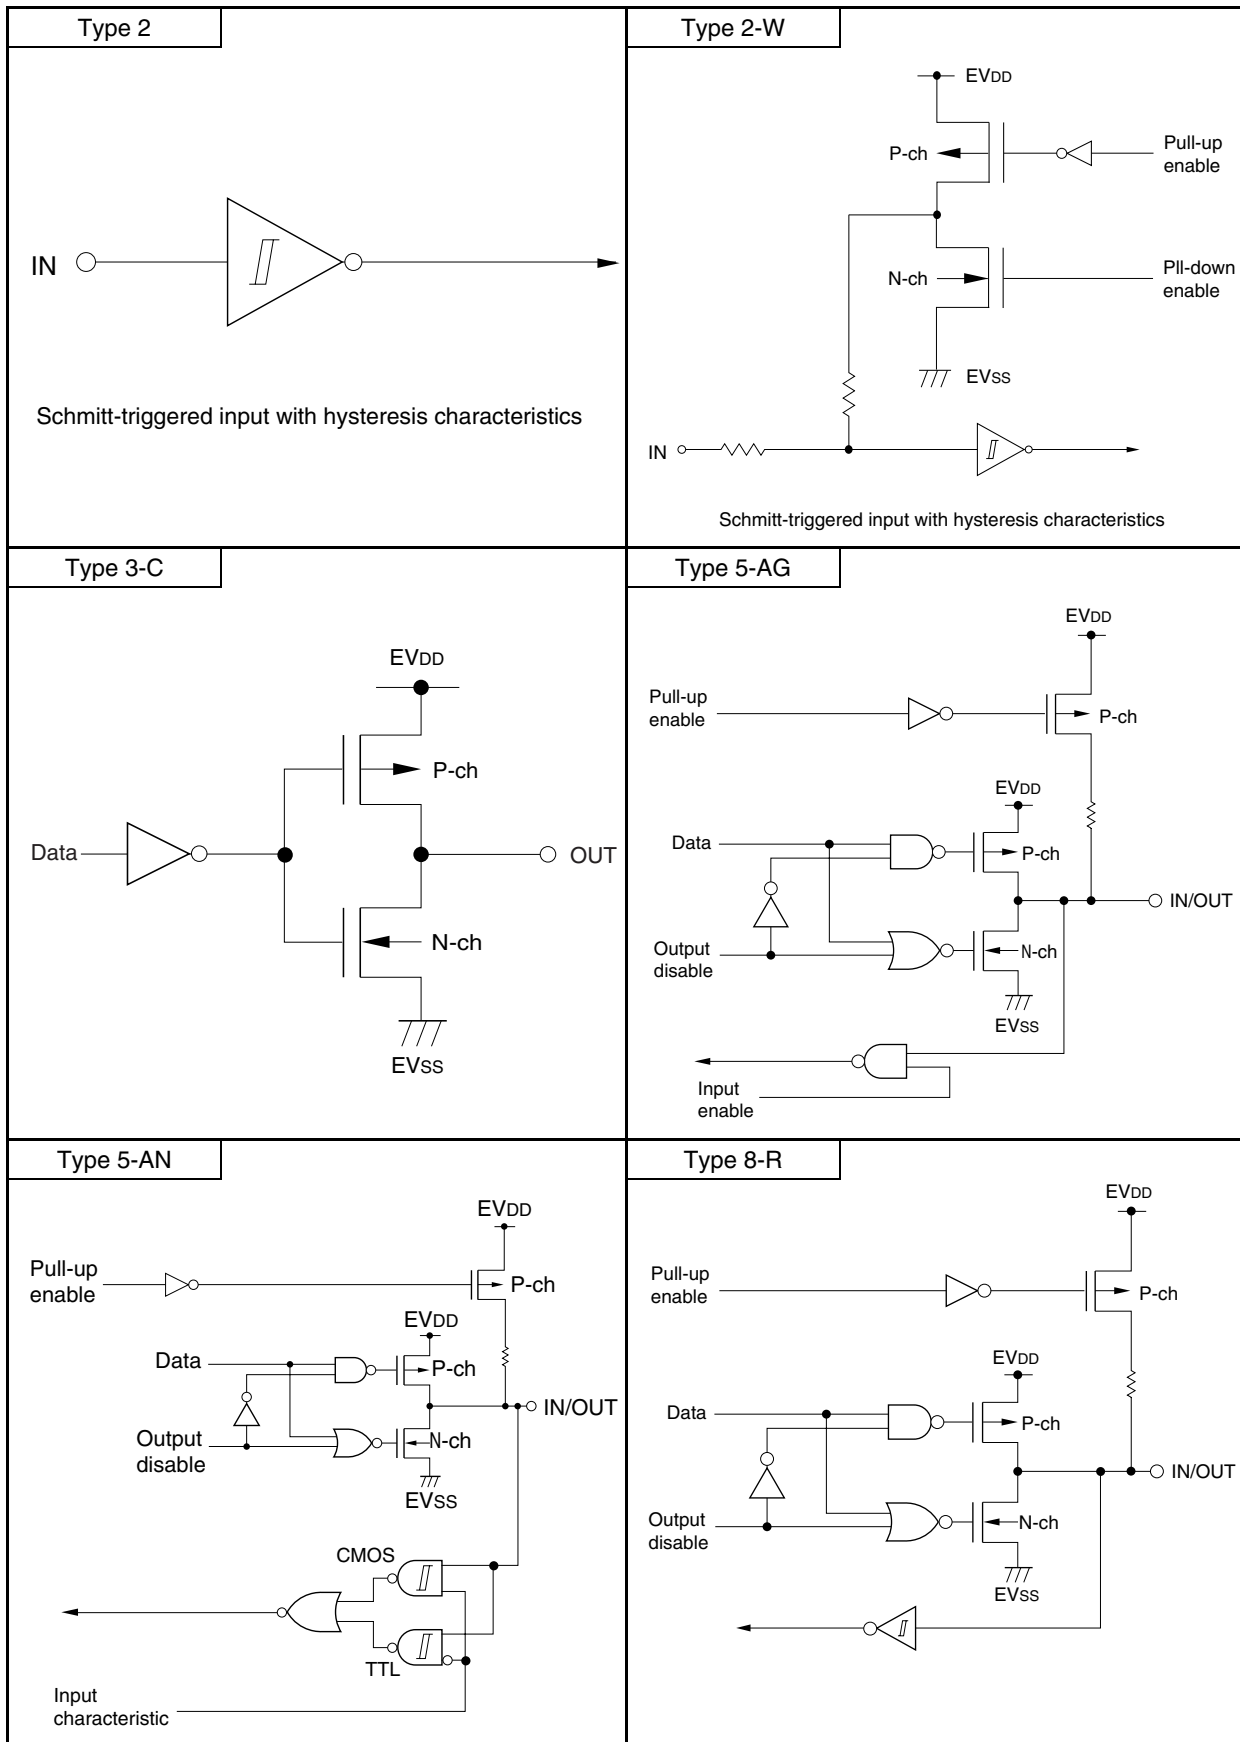 Type 2
IN
Schmitt-triggered input with hysteresis characteristics
Type 2-W
EVDD
P-ch
Pull-up
enable
N-ch
Pll-down
enable
EVSS
IN
Schmitt-triggered input with hysteresis characteristics
Type 3-C
EVDD
P-ch
Data
OUT
N-ch
EVSS
Type 5-AG
EVDD
Pull-up
enable
P-ch
EVDD
Data
P-ch
IN/OUT
Output
disable
N-ch
EVSS
Input
enable
Type 5-AN
EVDD
Pull-up
enable
P-ch
EVDD
Data
P-ch
IN/OUT
Output
disable
N-ch
EVSS
CMOS
TTL
Input
characteristic
Type 8-R
EVDD
Pull-up
enable
P-ch
EVDD
Data
P-ch
IN/OUT
Output
disable
N-ch
EVSS